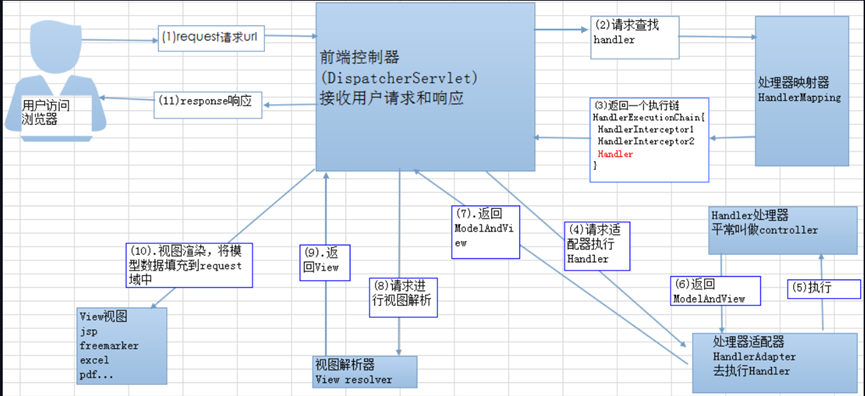 (1)request请求url
(11)response响应
用户访问
浏览器
前端控制器
(DispatcherServlet)
接收用户请求和响应
(2)请求查找
handler
(3)返回一个执行链
HandlerExecutionChain{
HandlerInterceptor1
HandlerInterceptor2
Handler
}
处理器映射器
HandlerMapping
(4)请求适
配器执行
Handler
Handler处理器
平常叫做controller
(5)执行
(6)返回
ModelAndView
处理器适配器
HandlerAdapter
去执行Handler
(7).返回
ModelAndVi
ew
(8)请求进
行视图解析
(9).返
回View
视图解析器
View resolver
(10).视图渲染，将模
型数据填充到request
域中
View视图
jsp
freemarker
excel
pdf...